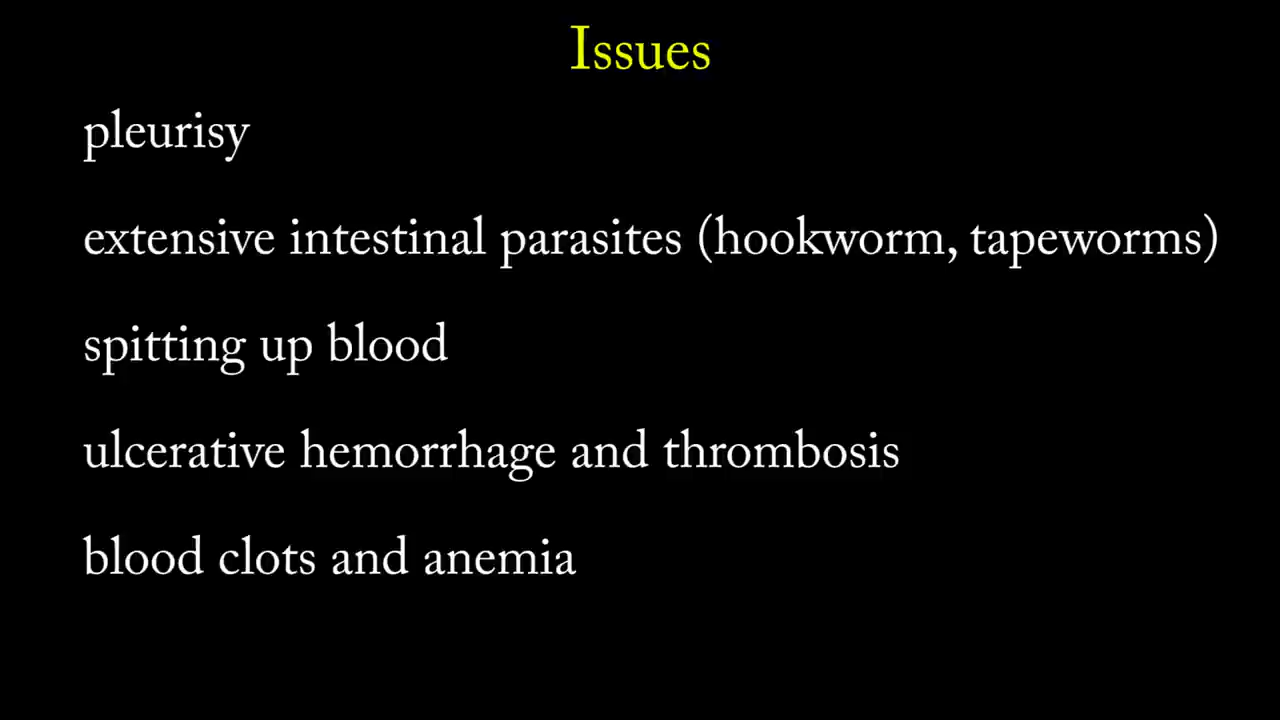 Issues
pleurisy
extensive intestinal parasites (hookworm, tapeworms)
spitting up blood
ulcerative hemorrhage and thrombosis
blood clots and anemia